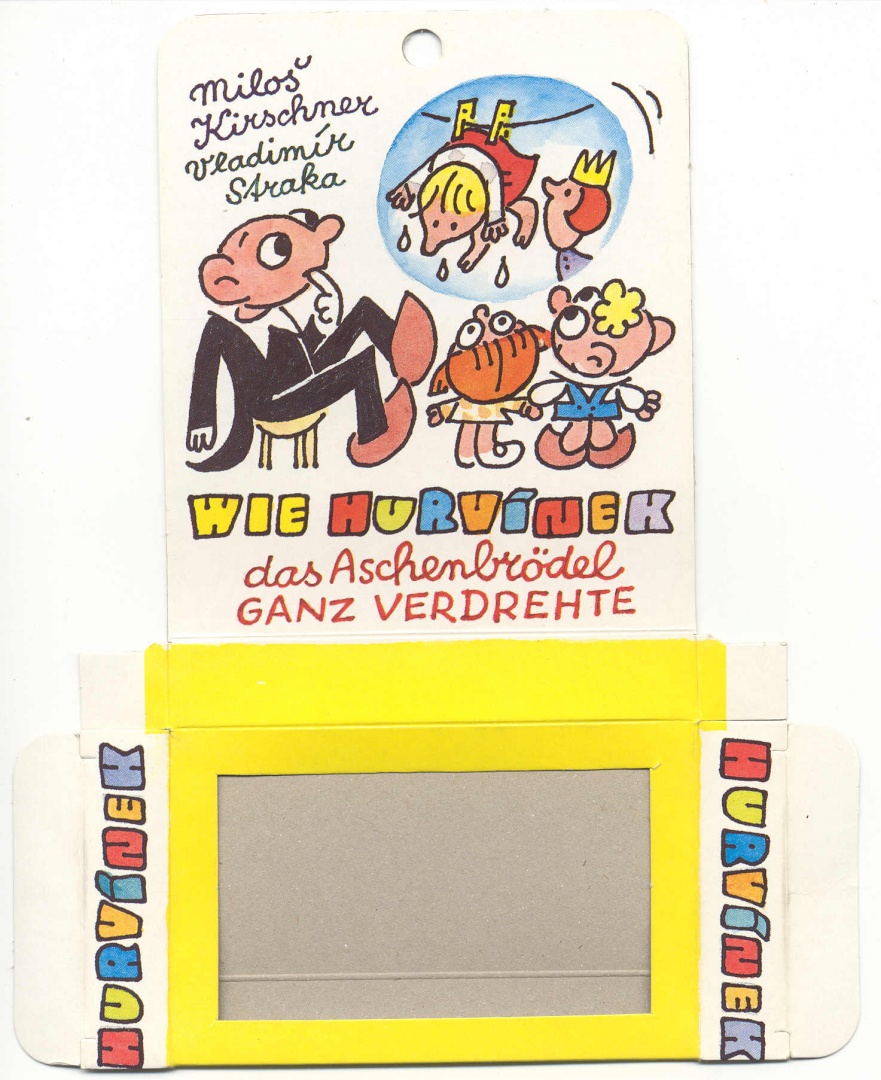 Miloš
Kirschner
Vladimír
Straka
WIE HURVÍNEK
das Aschenbrödel
GANZ VERDREHTE
HURVÍNEK
HURVÍNEK